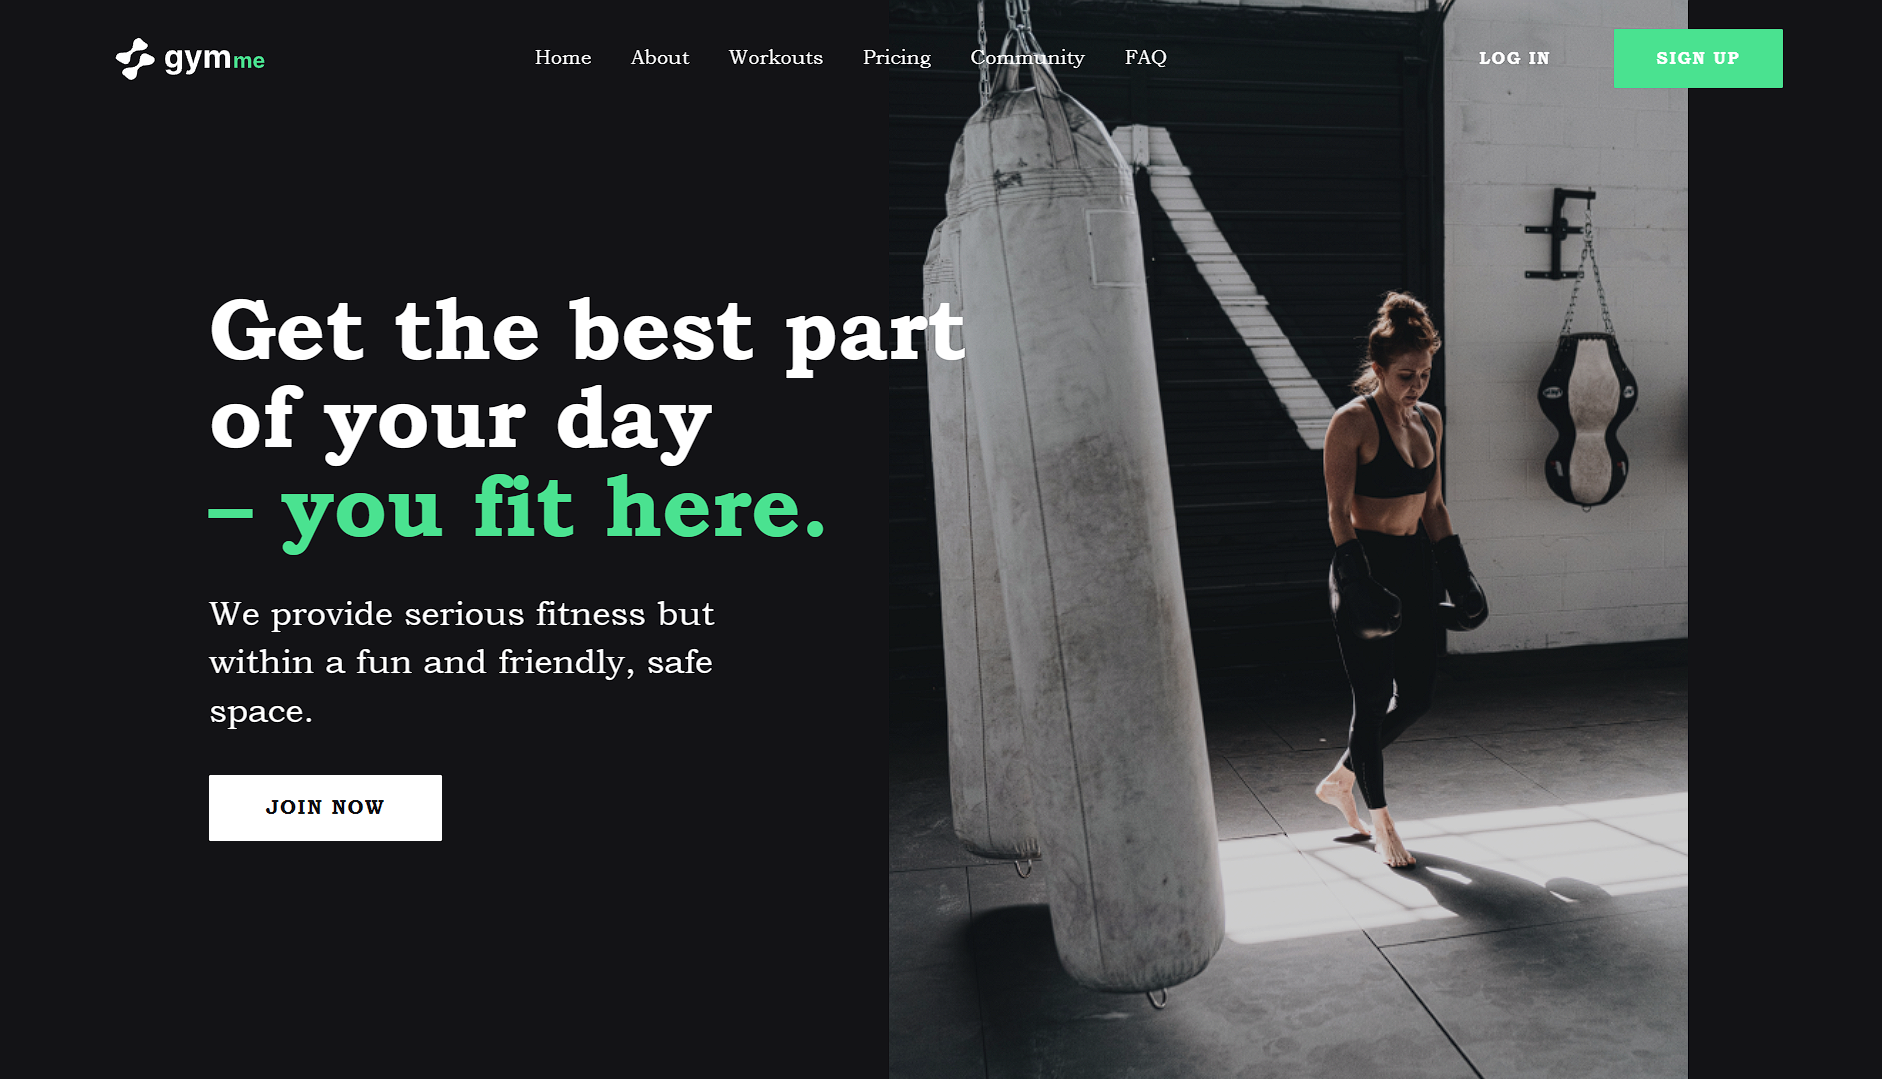 gymme
Home About Workouts Pricing Community FAQ
LOG IN
SIGN UP
Get the best part
of your day
– you fit here.
We provide serious fitness but
within a fun and friendly, safe
space.
JOIN NOW